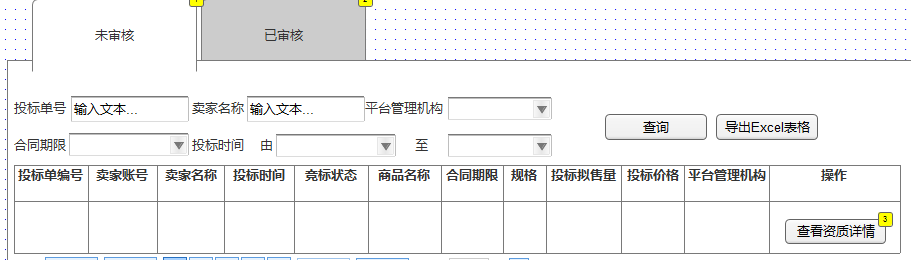 未审核 1 已审核 2
投标单号 输入文本... 卖家名称 输入文本... 平台管理机构
查询 导出Excel表格
合同期限 投标时间 由 至
投标单编号 卖家账号 卖家名称 投标时间 竞标状态 商品名称 合同期限 规格 投标拟售量 投标价格 平台管理机构 操作
查看资质详情 3